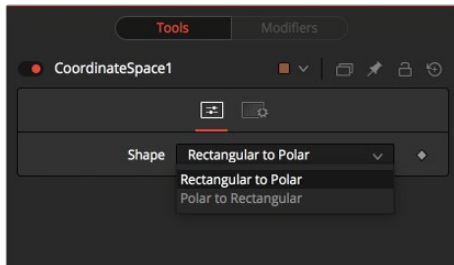 Tools Modifiers
CoordinateSpace1
Shape Rectangular to Polar
Rectangular to Polar
Polar to Rectangular